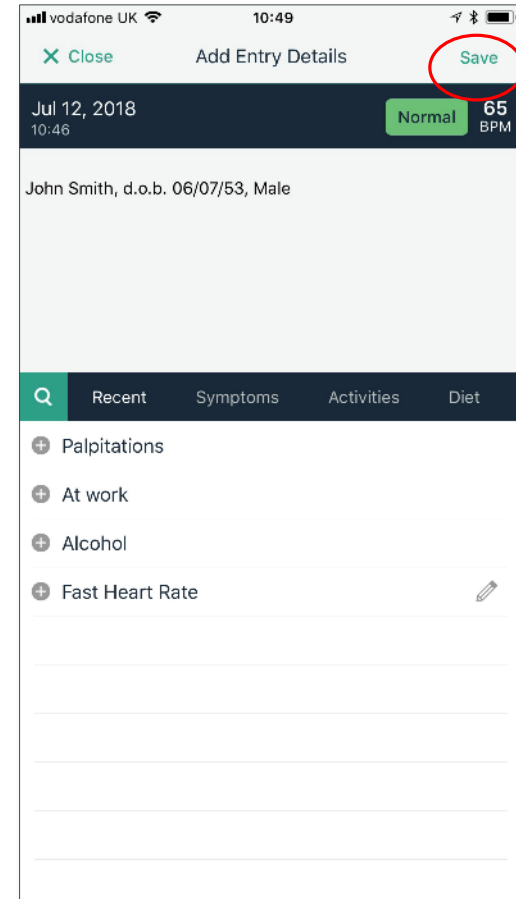 vodafone UK 10:49
Close Add Entry Details Save
Jul 12, 2018 Normal 65
10:46 BPM
John Smith, d.o.b. 06/07/53, Male
Recent Symptoms Activities Diet
Palpitations
At work
Alcohol
Fast Heart Rate